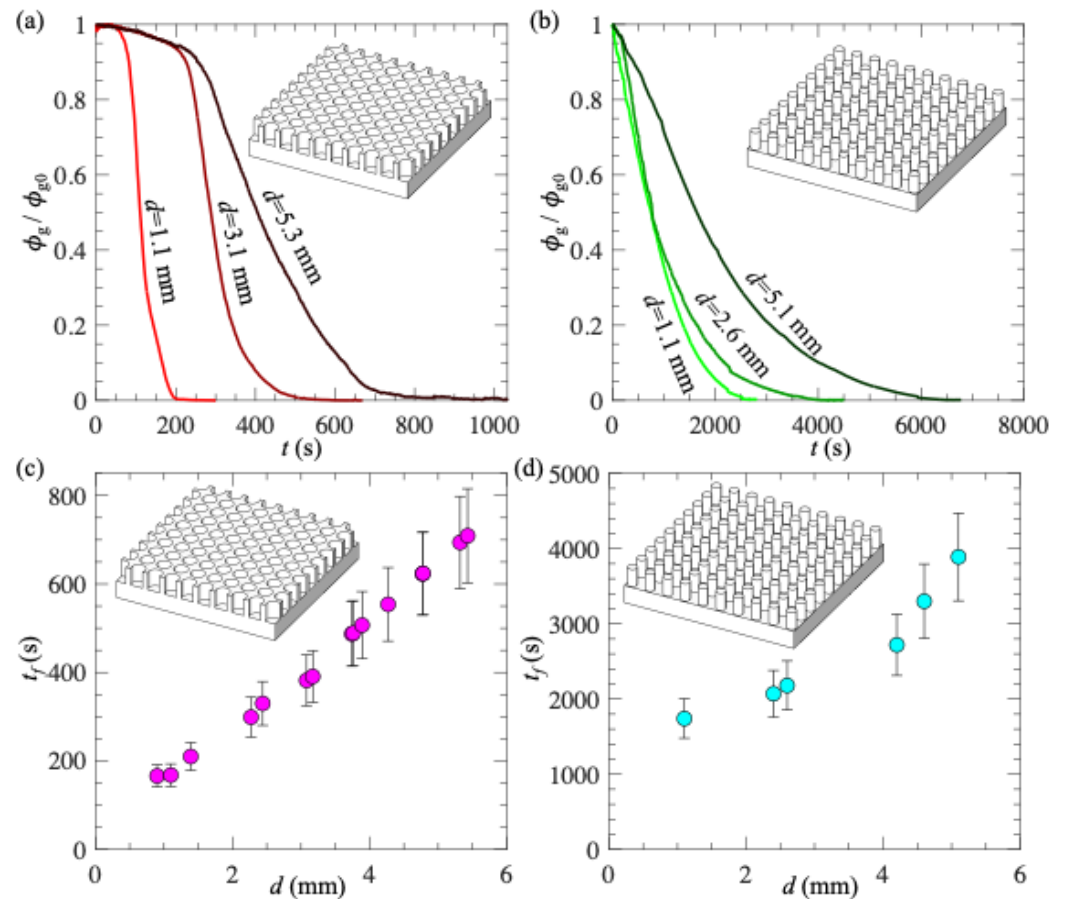 (a)
1
0.8
0.6
0.4
0.2
0
ϕg / ϕg0
d=1.1 mm
d=3.1 mm
d=5.3 mm
0 200 400 600 800 1000
t (s)
(b)
1
0.8
0.6
0.4
0.2
0
ϕg / ϕg0
d=1.1 mm
d=2.6 mm
d=5.1 mm
0 2000 4000 6000 8000
t (s)
(c)
800
600
400
200
0
tf (s)
0 2 4 6
d (mm)
(d)
5000
4000
3000
2000
1000
0
tf (s)
0 2 4 6
d (mm)